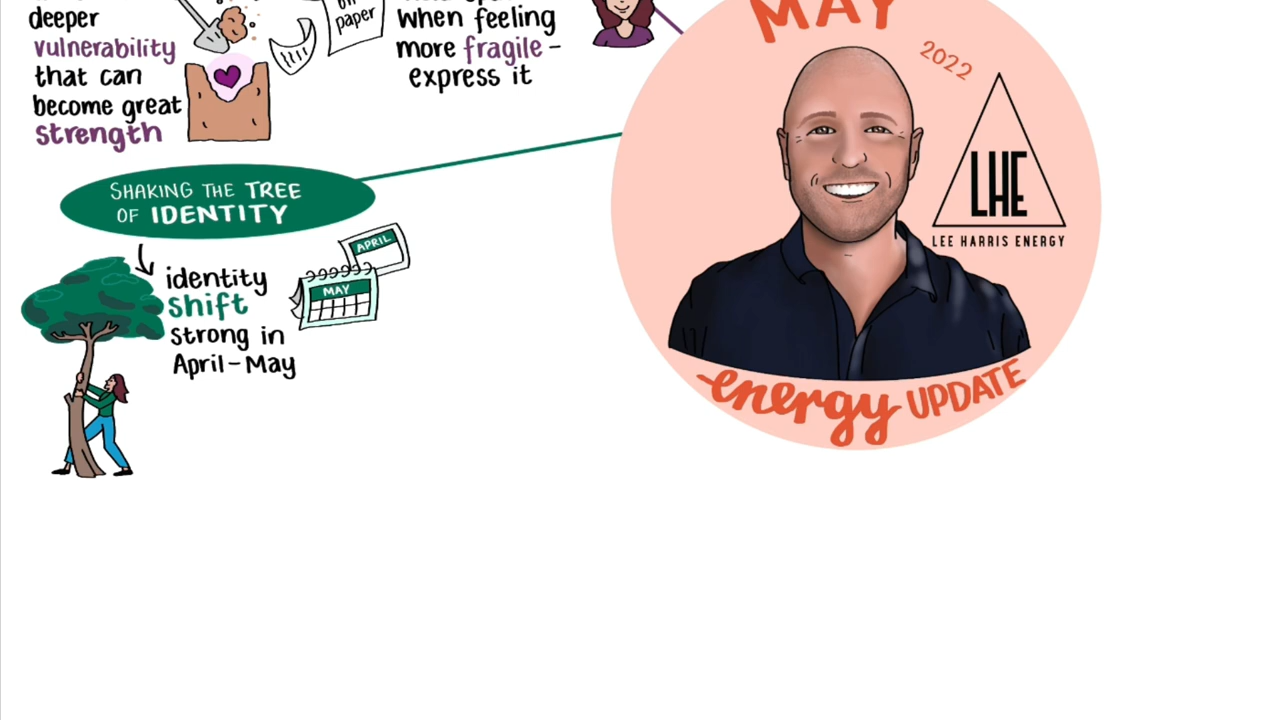 deeper
vulnerability
that can
become great
strength
paper
when feeling
more fragile -
express it
SHAKING THE TREE
OF IDENTITY
identity
shift
strong in
April-May
APRIL
MAY
MAY
2022
LHE
LEE HARRIS ENERGY
energy UPDATE